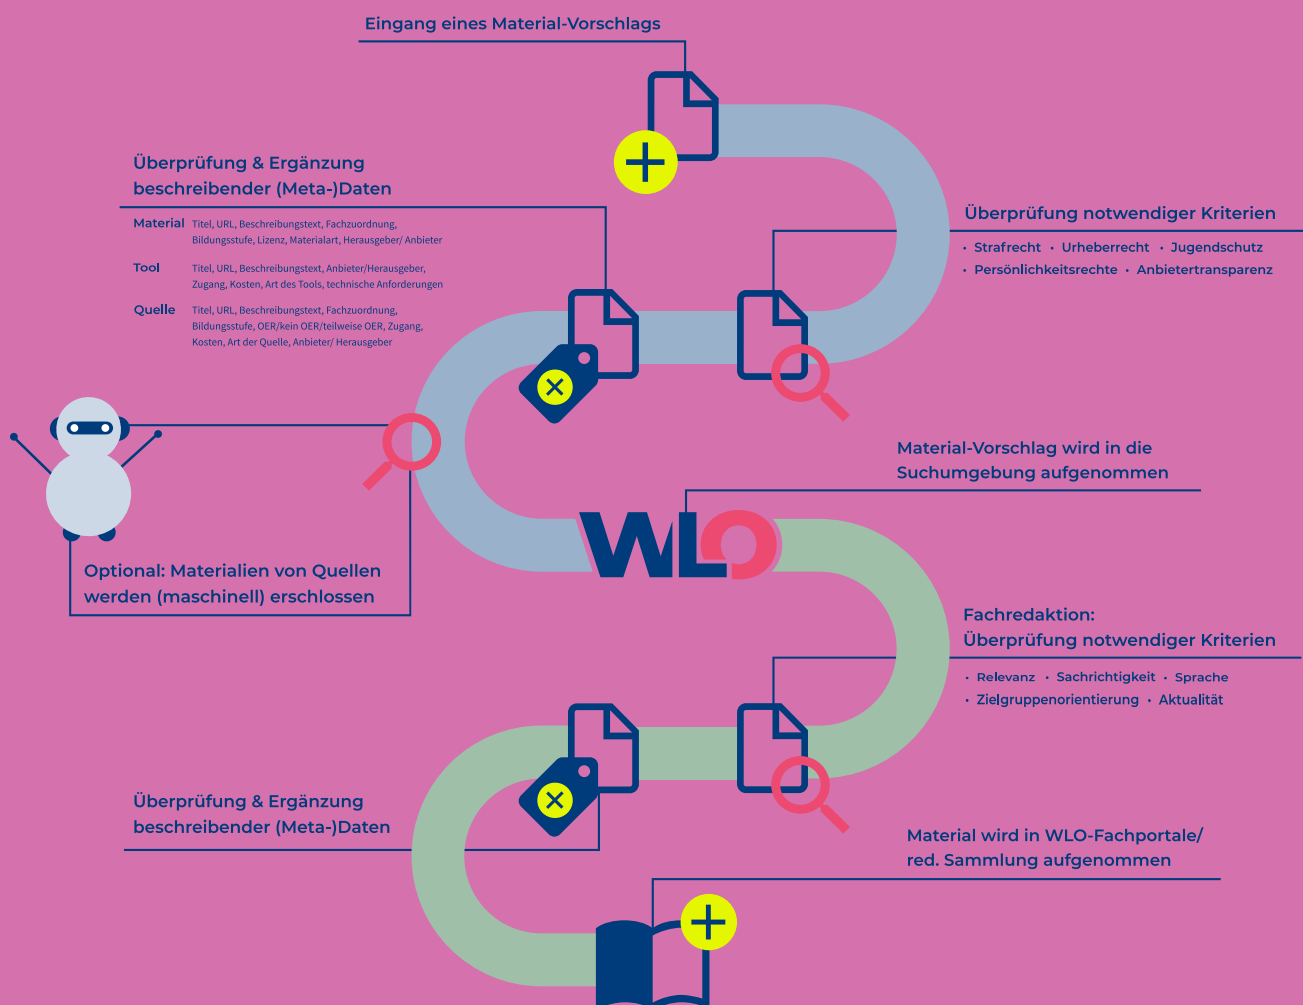 Eingang eines Material-Vorschlags
Überprüfung & Ergänzung
beschreibender (Meta-)Daten
Material Titel, URL, Beschreibungstext, Fachzuordnung,
Bildungsstufe, Lizenz, Materialart, Herausgeber/ Anbieter
Tool Titel, URL, Beschreibungstext, Anbieter/Herausgeber,
Zugang, Kosten, Art des Tools, technische Anforderungen
Quelle Titel, URL, Beschreibungstext, Fachzuordnung,
Bildungsstufe, OER/kein OER/teilweise OER, Zugang,
Kosten, Art der Quelle, Anbieter/ Herausgeber
Überprüfung notwendiger Kriterien
· Strafrecht · Urheberrecht · Jugendschutz
· Persönlichkeitsrechte · Anbietertransparenz
Material-Vorschlag wird in die
Suchumgebung aufgenommen
WLO
Optional: Materialien von Quellen
werden (maschinell) erschlossen
Fachredaktion:
Überprüfung notwendiger Kriterien
· Relevanz · Sachrichtigkeit · Sprache
· Zielgruppenorientierung · Aktualität
Überprüfung & Ergänzung
beschreibender (Meta-)Daten
Material wird in WLO-Fachportale/
red. Sammlung aufgenommen